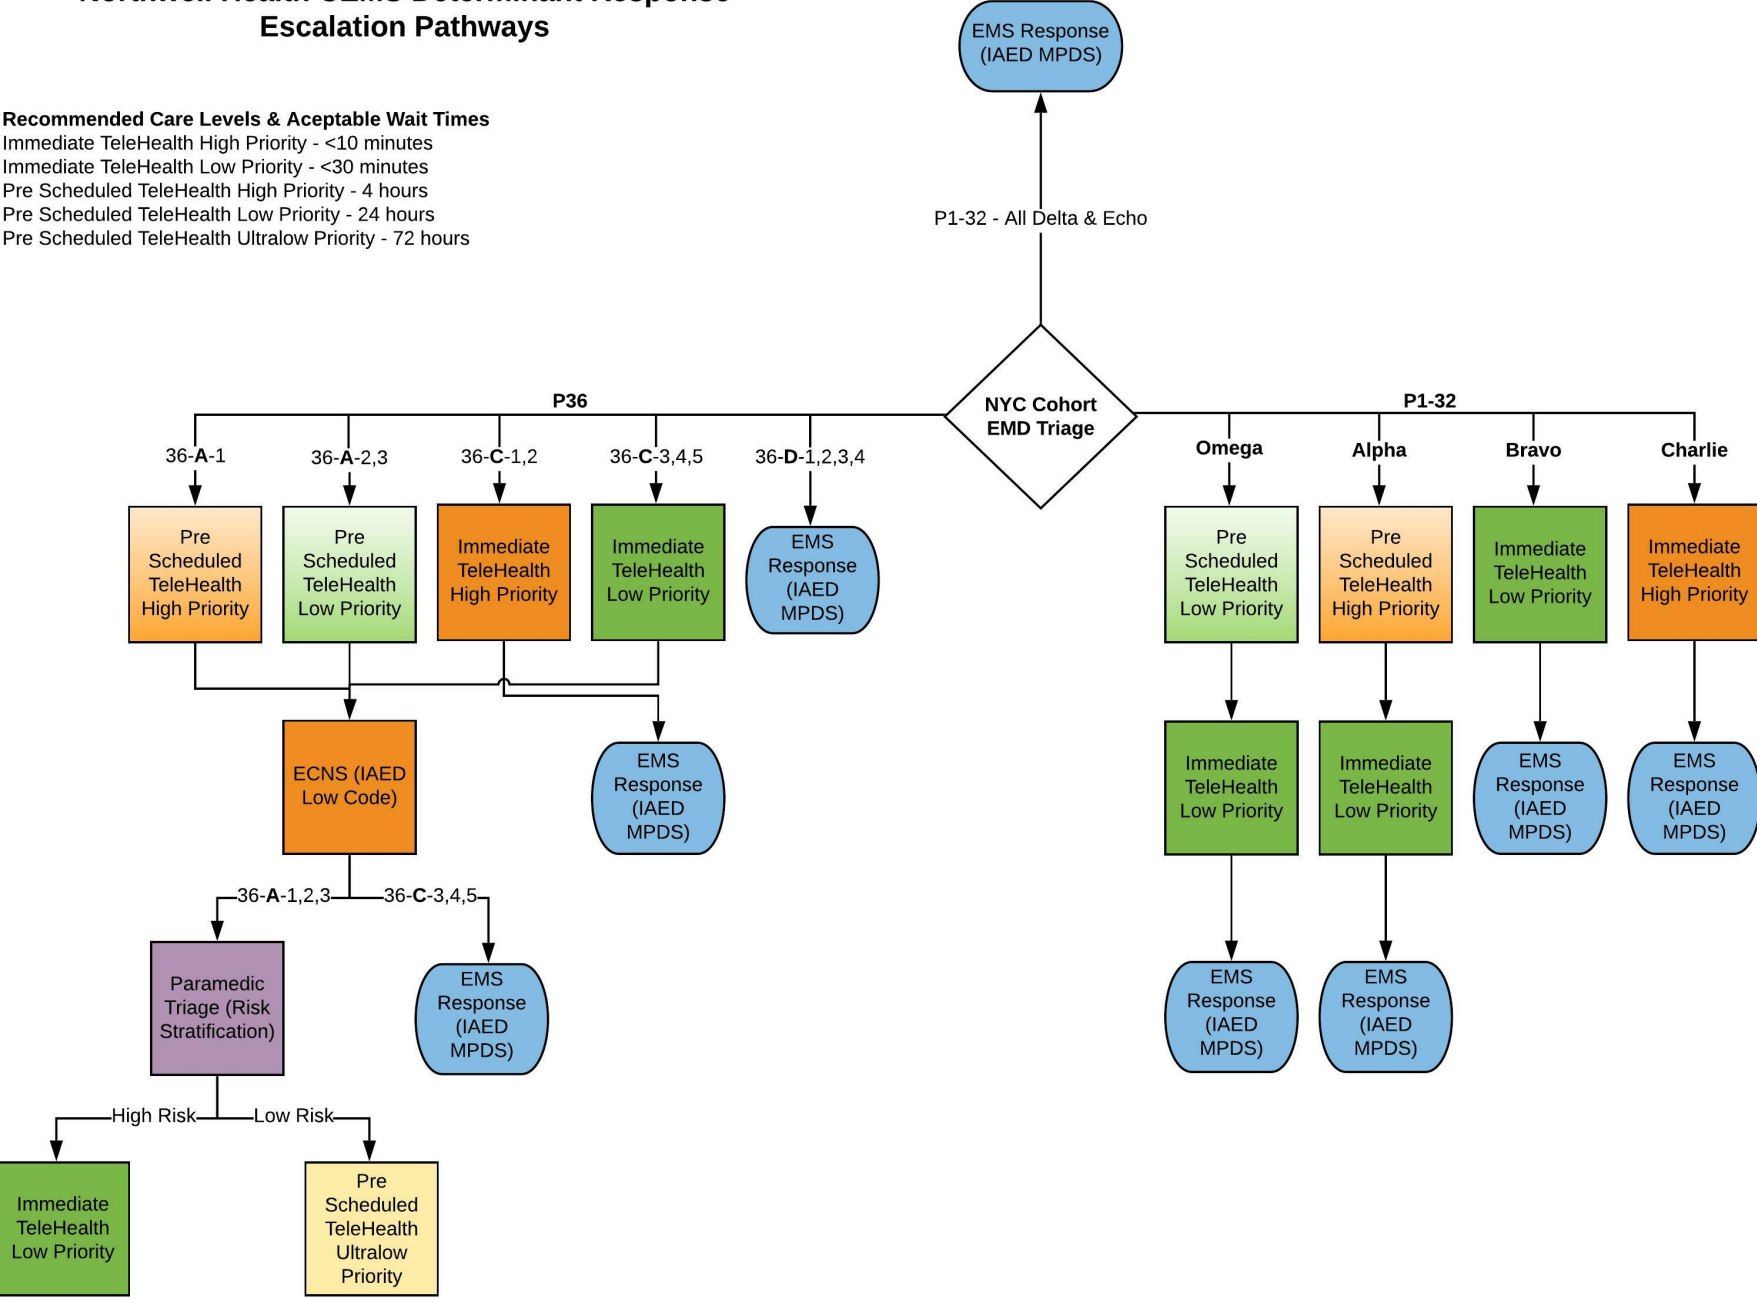 Northwell Health CEMS Determinant Response
Escalation Pathways
Recommended Care Levels & Aceptable Wait Times
Immediate TeleHealth High Priority - <10 minutes
Immediate TeleHealth Low Priority - <30 minutes
Pre Scheduled TeleHealth High Priority - 4 hours
Pre Scheduled TeleHealth Low Priority - 24 hours
Pre Scheduled TeleHealth Ultralow Priority - 72 hours
EMS Response
(IAED MPDS)
P1-32 - All Delta & Echo
NYC Cohort
EMD Triage
P36
36-A-1
36-A-2,3
36-C-1,2
36-C-3,4,5
36-D-1,2,3,4
Pre
Scheduled
TeleHealth
High Priority
Pre
Scheduled
TeleHealth
Low Priority
Immediate
TeleHealth
High Priority
Immediate
TeleHealth
Low Priority
EMS
Response
(IAED
MPDS)
ECNS (IAED
Low Code)
EMS
Response
(IAED
MPDS)
36-A-1,2,3
36-C-3,4,5
Paramedic
Triage (Risk
Stratification)
EMS
Response
(IAED
MPDS)
High Risk
Low Risk
Immediate
TeleHealth
Low Priority
Pre
Scheduled
TeleHealth
Ultralow
Priority
P1-32
Omega
Alpha
Bravo
Charlie
Pre
Scheduled
TeleHealth
Low Priority
Pre
Scheduled
TeleHealth
High Priority
Immediate
TeleHealth
Low Priority
Immediate
TeleHealth
High Priority
Immediate
TeleHealth
Low Priority
Immediate
TeleHealth
Low Priority
EMS
Response
(IAED
MPDS)
EMS
Response
(IAED
MPDS)
EMS
Response
(IAED
MPDS)
EMS
Response
(IAED
MPDS)